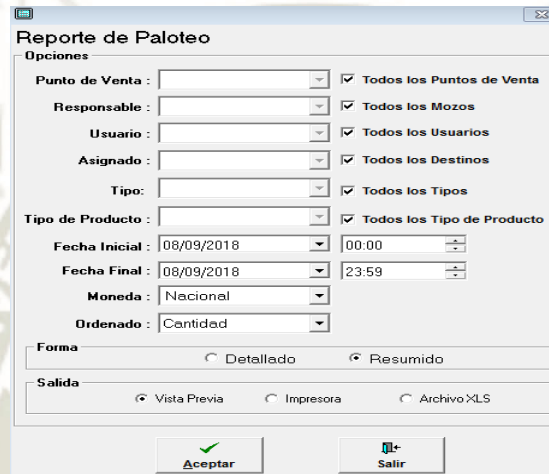 Reporte de Paloteo
Opciones
Punto de Venta : Todos los Puntos de Venta
Responsable : Todos los Mozos
Usuario : Todos los Usuarios
Asignado : Todos los Destinos
Tipo: Todos los Tipos
Tipo de Producto : Todos los Tipo de Producto
Fecha Inicial : 08/09/2018 00:00
Fecha Final : 08/09/2018 23:59
Moneda : Nacional
Ordenado : Cantidad
Forma
Detallado Resumido
Salida
Vista Previa Impresora Archivo XLS
Aceptar Salir